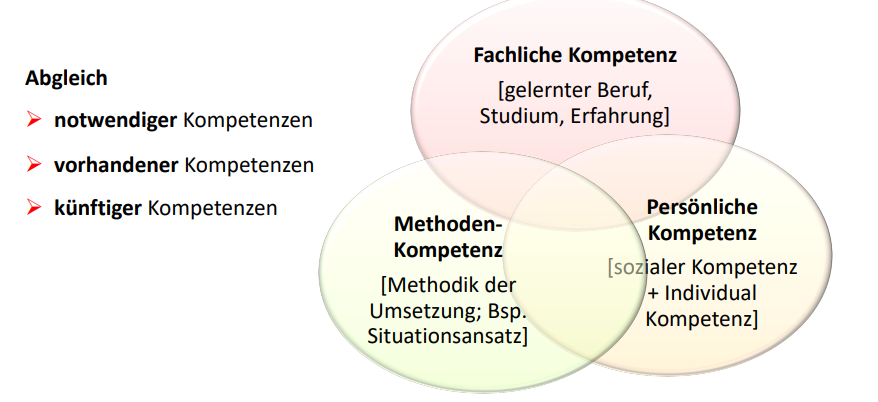 Abgleich
notwendiger Kompetenzen
vorhandener Kompetenzen
künftiger Kompetenzen
Fachliche Kompetenz
[gelernter Beruf,
Studium, Erfahrung]
Methoden-
Kompetenz
[Methodik der
Umsetzung; Bsp.
Situationsansatz]
Persönliche
Kompetenz
[sozialer Kompetenz
+ Individual
Kompetenz]